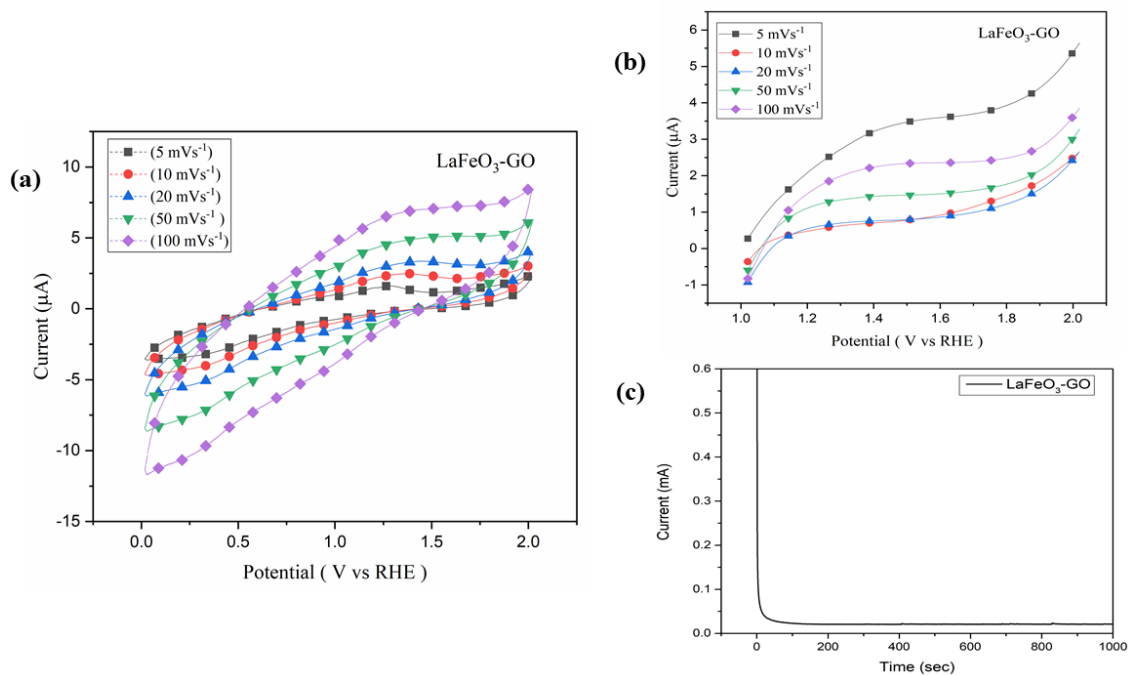 (a)
(5 mVs⁻¹)
(10 mVs⁻¹)
(20 mVs⁻¹)
(50 mVs⁻¹ )
(100 mVs⁻¹)
LaFeO₃-GO
10
5
0
-5
-10
-15
Current (µA)
0.0 0.5 1.0 1.5 2.0
Potential ( V vs RHE )
(b)
5 mVs⁻¹
10 mVs⁻¹
20 mVs⁻¹
50 mVs⁻¹
100 mVs⁻¹
LaFeO₃-GO
6
5
4
3
2
1
0
-1
Current (µA)
1.0 1.2 1.4 1.6 1.8 2.0
Potential ( V vs RHE)
(c)
LaFeO₃-GO
0.6
0.5
0.4
0.3
0.2
0.1
0.0
Current (mA)
0 200 400 600 800 1000
Time (sec)